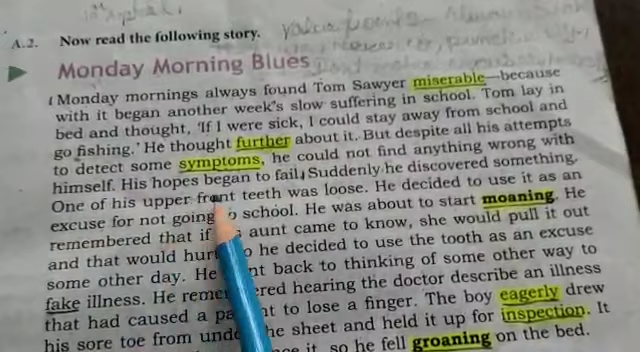 A.2. Now read the following story.
Monday Morning Blues
Monday mornings always found Tom Sawyer miserable—because
with it began another week's slow suffering in school. Tom lay in
bed and thought, 'If I were sick, I could stay away from school and
go fishing.' He thought further about it. But despite all his attempts
to detect some symptoms, he could not find anything wrong with
himself. His hopes began to fail. Suddenly he discovered something.
One of his upper front teeth was loose. He decided to use it as an
excuse for not going to school. He was about to start moaning. He
remembered that if aunt came to know, she would pull it out
and that would hurt he decided to use the tooth as an excuse
some other day. He back to thinking of some other way to
fake illness. He hearing the doctor describe an illness
that had caused a to lose a finger. The boy eagerly drew
his sore toe from sheet and held it up for inspection. It
it, so he fell groaning on the bed.